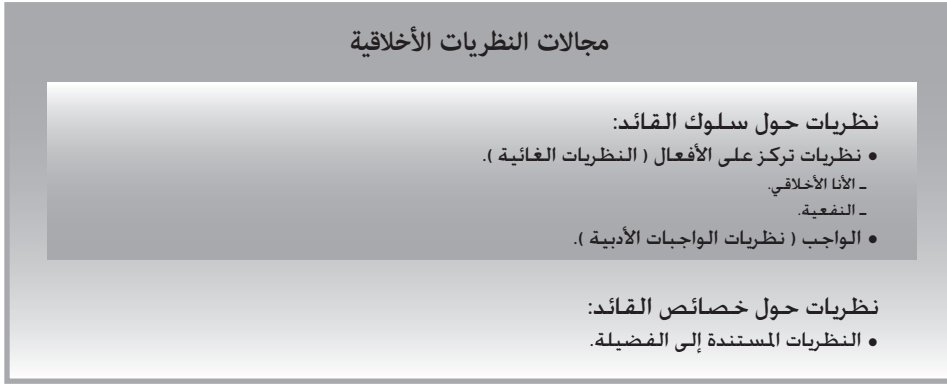 مجالات النظريات الأخلاقية
نظريات حول سلوك القائد:
• نظريات تركز على الأفعال ( النظريات الغائية ).
ـ الأنا الأخلاقي.
ـ النفعية.
• الواجب ( نظريات الواجبات الأدبية ).
نظريات حول خصائص القائد:
• النظريات المستندة إلى الفضيلة.